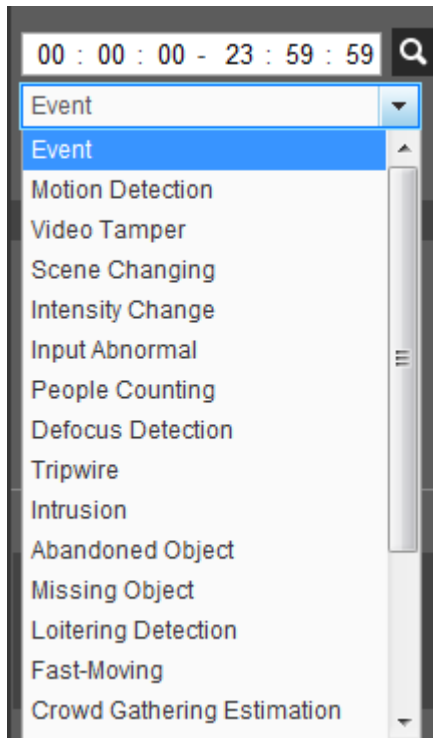 00 : 00 : 00 - 23 : 59 : 59
Event
Event
Motion Detection
Video Tamper
Scene Changing
Intensity Change
Input Abnormal
People Counting
Defocus Detection
Tripwire
Intrusion
Abandoned Object
Missing Object
Loitering Detection
Fast-Moving
Crowd Gathering Estimation